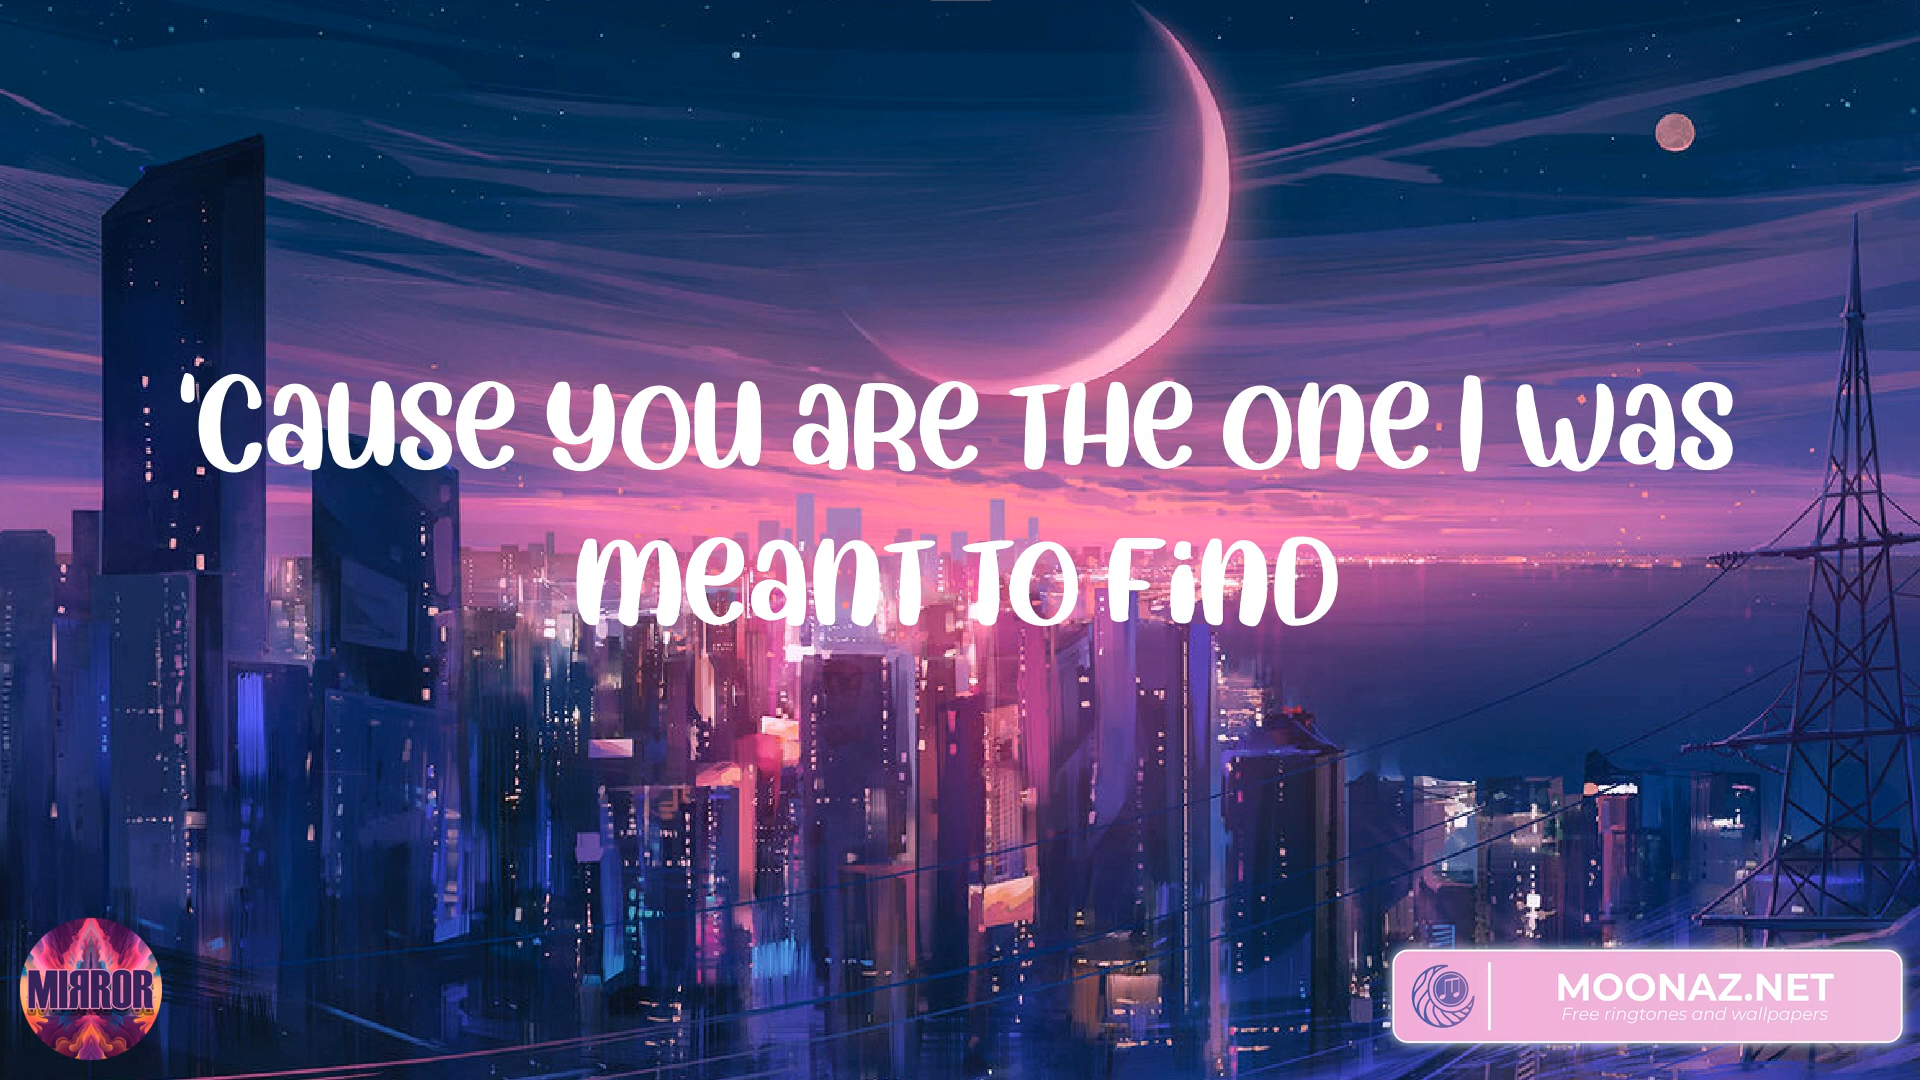 'Cause you are the one I was
meant to find
MIRROR
MOONAZ.NET
Free ringtones and wallpapers